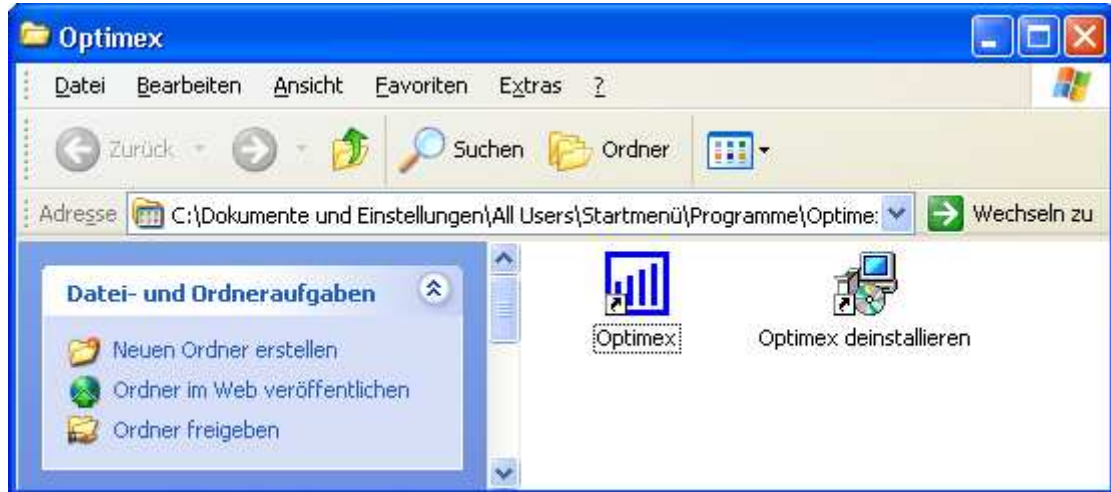 Optimex
Datei Bearbeiten Ansicht Favoriten Extras ?
Zurück Suchen Ordner
Adresse C:\Dokumente und Einstellungen\All Users\Startmenü\Programme\Optime: Wechseln zu
Datei- und Ordneraufgaben
Neuen Ordner erstellen
Ordner im Web veröffentlichen
Ordner freigeben
Optimex
Optimex deinstallieren